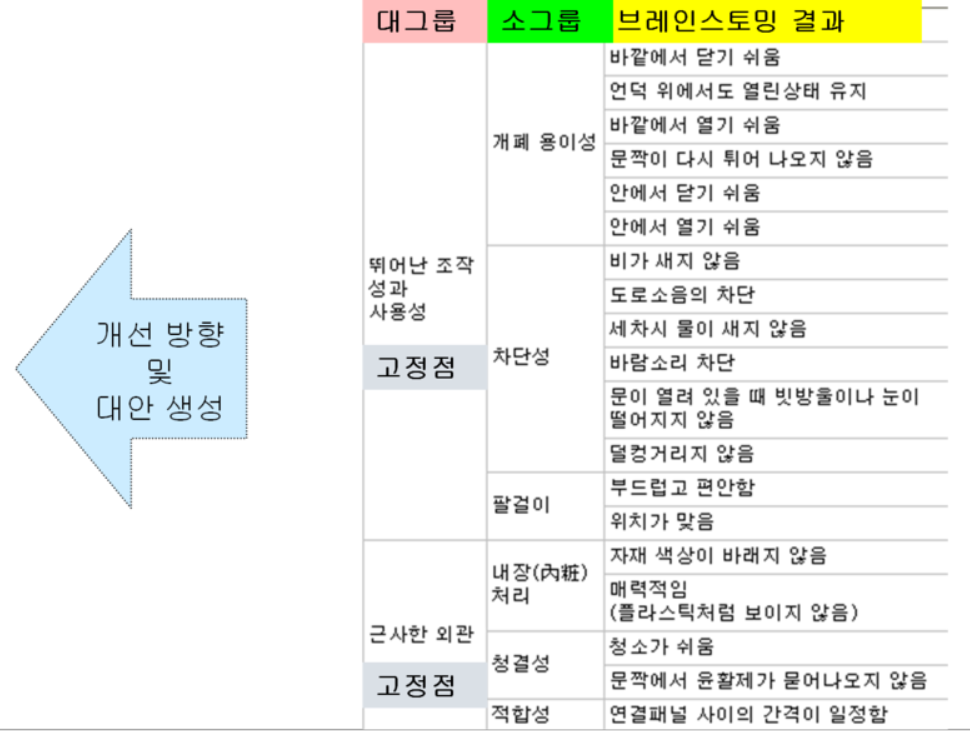 대그룹 소그룹 브레인스토밍 결과
바깥에서 닫기 쉬움
언덕 위에서도 열린상태 유지
바깥에서 열기 쉬움
개폐 용이성
문짝이 다시 튀어 나오지 않음
안에서 닫기 쉬움
안에서 열기 쉬움
뛰어난 조작
성과
사용성
고정점
비가 새지 않음
도로소음의 차단
세차시 물이 새지 않음
차단성
바람소리 차단
문이 열려 있을 때 빗방울이나 눈이
떨어지지 않음
덜컹거리지 않음
팔걸이
부드럽고 편안함
위치가 맞음
개선 방향
및
대안 생성
근사한 외관
고정점
내장(內粧)
처리
자재 색상이 바래지 않음
매력적임
(플라스틱처럼 보이지 않음)
청결성
청소가 쉬움
문짝에서 윤활제가 묻어나오지 않음
적합성
연결패널 사이의 간격이 일정함